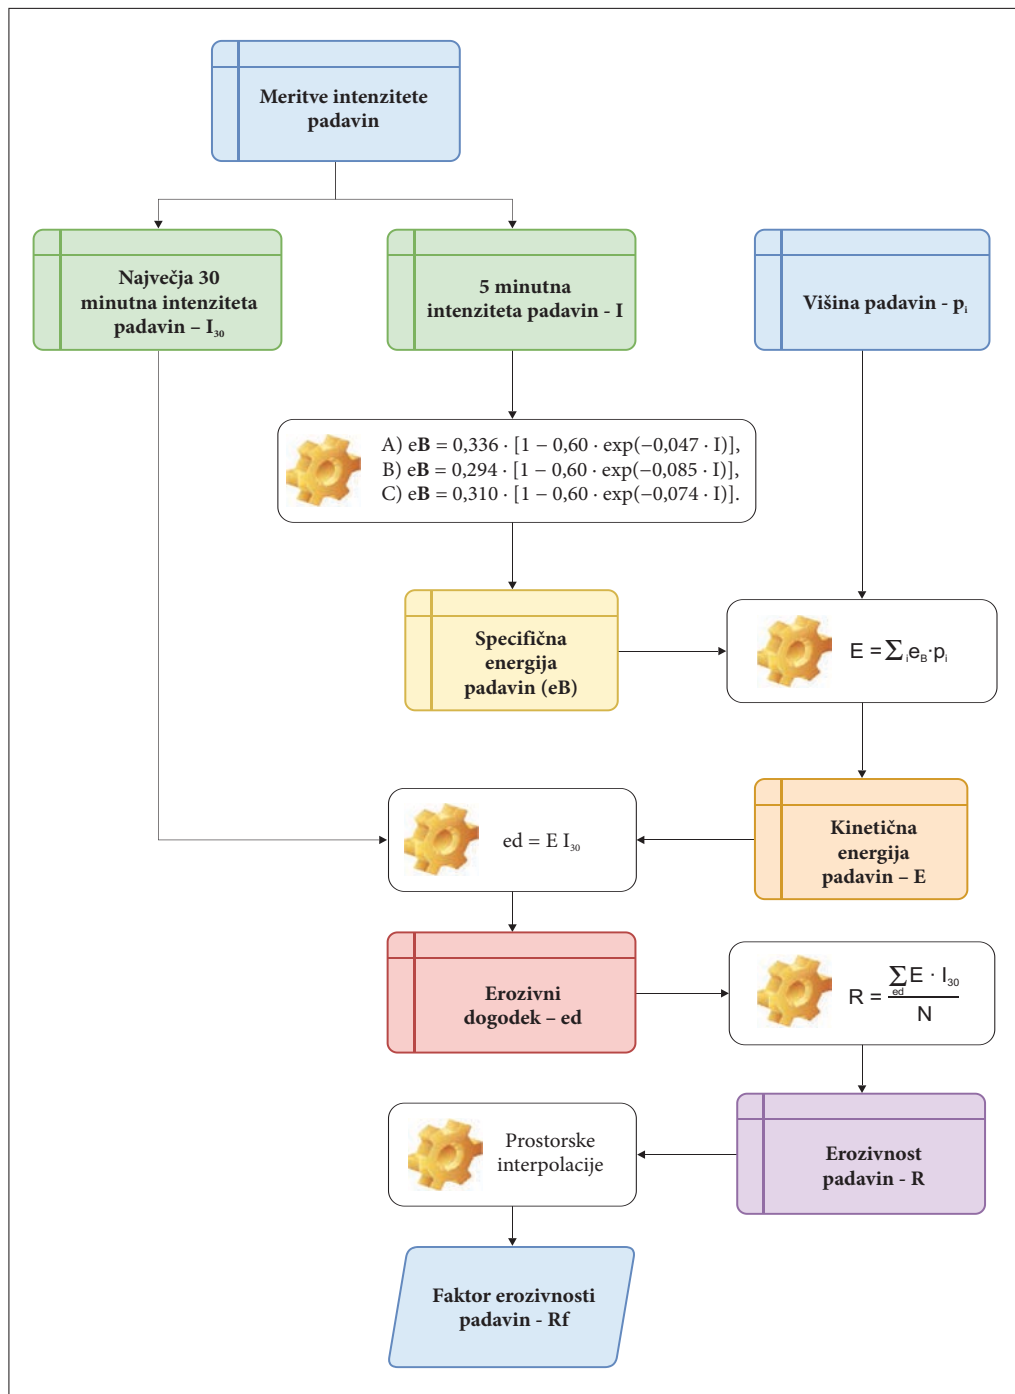 Meritve intenzitete
padavin
Največja 30
minutna intenziteta
padavin – I₃₀
5 minutna
intenziteta padavin - I
Višina padavin - pᵢ
A) eB = 0,336 · [1 − 0,60 · exp(−0,047 · I)],
B) eB = 0,294 · [1 − 0,60 · exp(−0,085 · I)],
C) eB = 0,310 · [1 − 0,60 · exp(−0,074 · I)].
Specifična
energija
padavin (eB)
E = ∑ᵢe_B·pᵢ
ed = E I₃₀
Kinetična
energija
padavin – E
Erozivni
dogodek – ed
R = ∑_ed E · I₃₀ / N
Prostorske
interpolacije
Erozivnost
padavin - R
Faktor erozivnosti
padavin - Rf